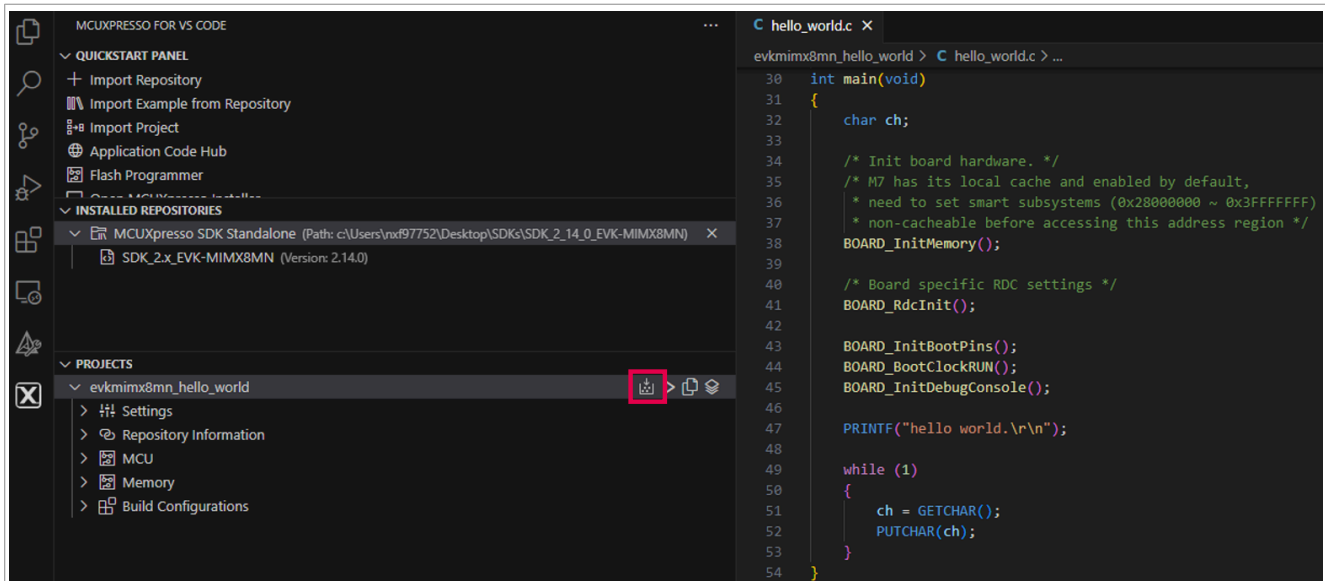 MCUXPRESSO FOR VS CODE
QUICKSTART PANEL
Import Repository
Import Example from Repository
Import Project
Application Code Hub
Flash Programmer
INSTALLED REPOSITORIES
MCUXpresso SDK Standalone (Path: c:\Users\nxf97752\Desktop\SDKs\SDK_2_14_0_EVK-MIMX8MN)
SDK_2.x_EVK-MIMX8MN (Version: 2.14.0)
PROJECTS
evkmimx8mn_hello_world
Settings
Repository Information
MCU
Memory
Build Configurations
C hello_world.c
evkmimx8mn_hello_world > C hello_world.c > ...
30 int main(void)
31 {
32 char ch;
33
34 /* Init board hardware. */
35 /* M7 has its local cache and enabled by default,
36 * need to set smart subsystems (0x28000000 ~ 0x3FFFFFFF)
37 * non-cacheable before accessing this address region */
38 BOARD_InitMemory();
39
40 /* Board specific RDC settings */
41 BOARD_RdcInit();
42
43 BOARD_InitBootPins();
44 BOARD_BootClockRUN();
45 BOARD_InitDebugConsole();
46
47 PRINTF("hello world.\r\n");
48
49 while (1)
50 {
51 ch = GETCHAR();
52 PUTCHAR(ch);
53 }
54 }